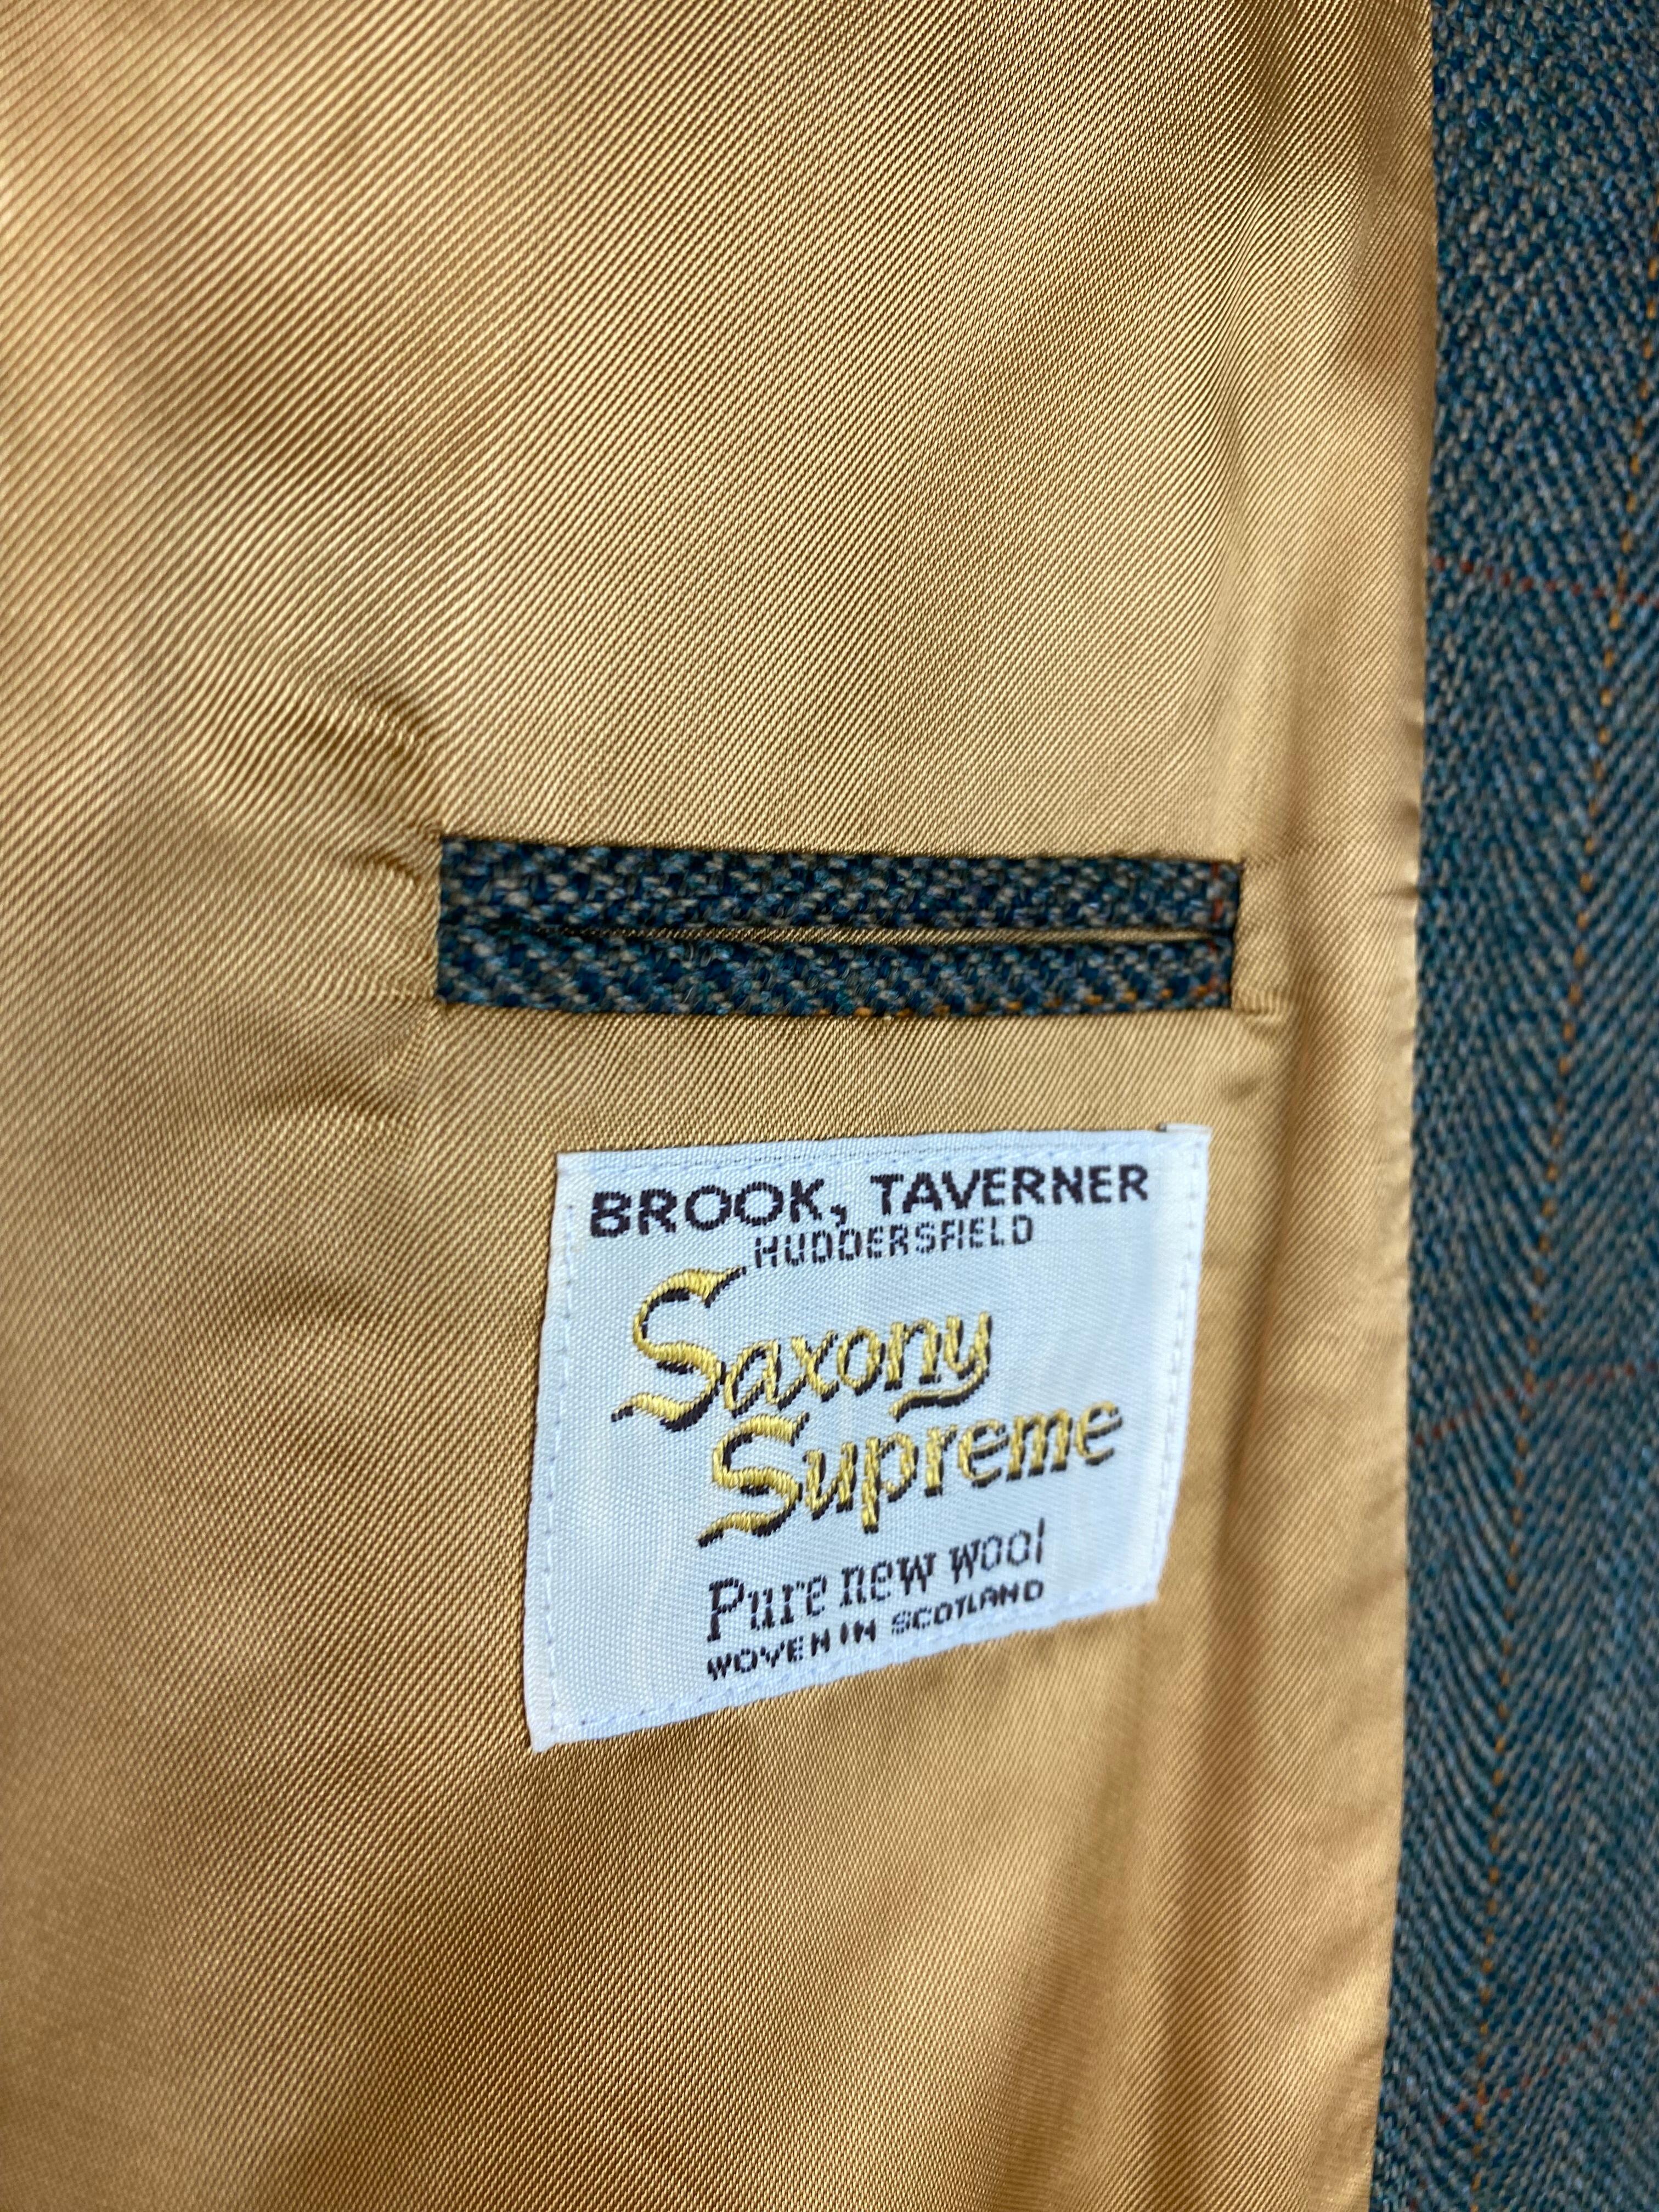 BROOK, TAVERNER
HUDDERSFIELD
Saxony
Supreme
Pure new wool
WOVEN IN SCOTLAND